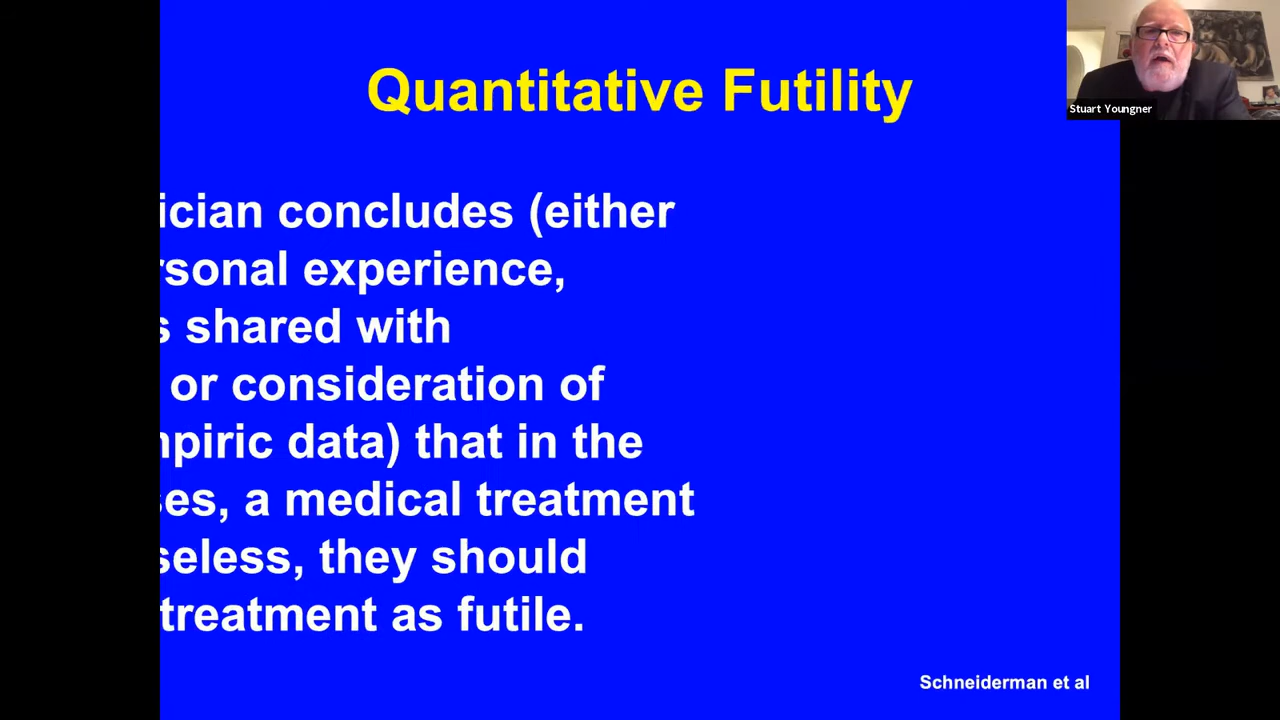 Quantitative Futility
Stuart Youngner
ician concludes (either
rsonal experience,
s shared with
or consideration of
npiric data) that in the
ses, a medical treatment
seless, they should
treatment as futile.
Schneiderman et al